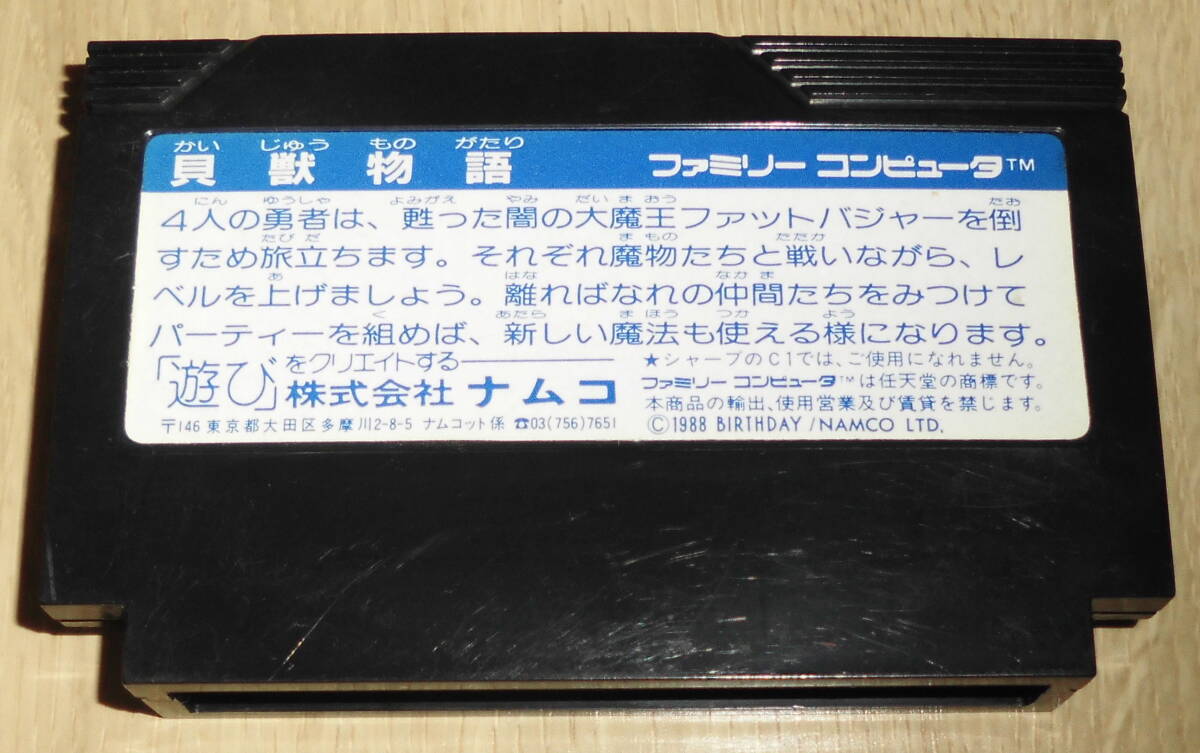 かい じゅう もの がたり
貝獣物語 ファミリー コンピュータ™
にん ゆうしゃ よみがえ やみ だい ま おう たお
4人の勇者は、甦った闇の大魔王ファットバジャーを倒
たび だ ま もの たたか
すため旅立ちます。それぞれ魔物たちと戦いながら、レ
あ はな なか ま
ベルを上げましょう。離ればなれの仲間たちをみつけて
く あたら ま ほう つか よう
パーティーを組めば、新しい魔法も使える様になります。
「遊び」をクリエイトする
株式会社 ナムコ
〒146 東京都大田区多摩川2-8-5 ナムコット係 ☎03(756)7651
★シャープのC1では、ご使用になれません。
ファミリー コンピュータ™は任天堂の商標です。
本商品の輸出、使用営業及び賃貸を禁じます。
©1988 BIRTHDAY/NAMCO LTD.